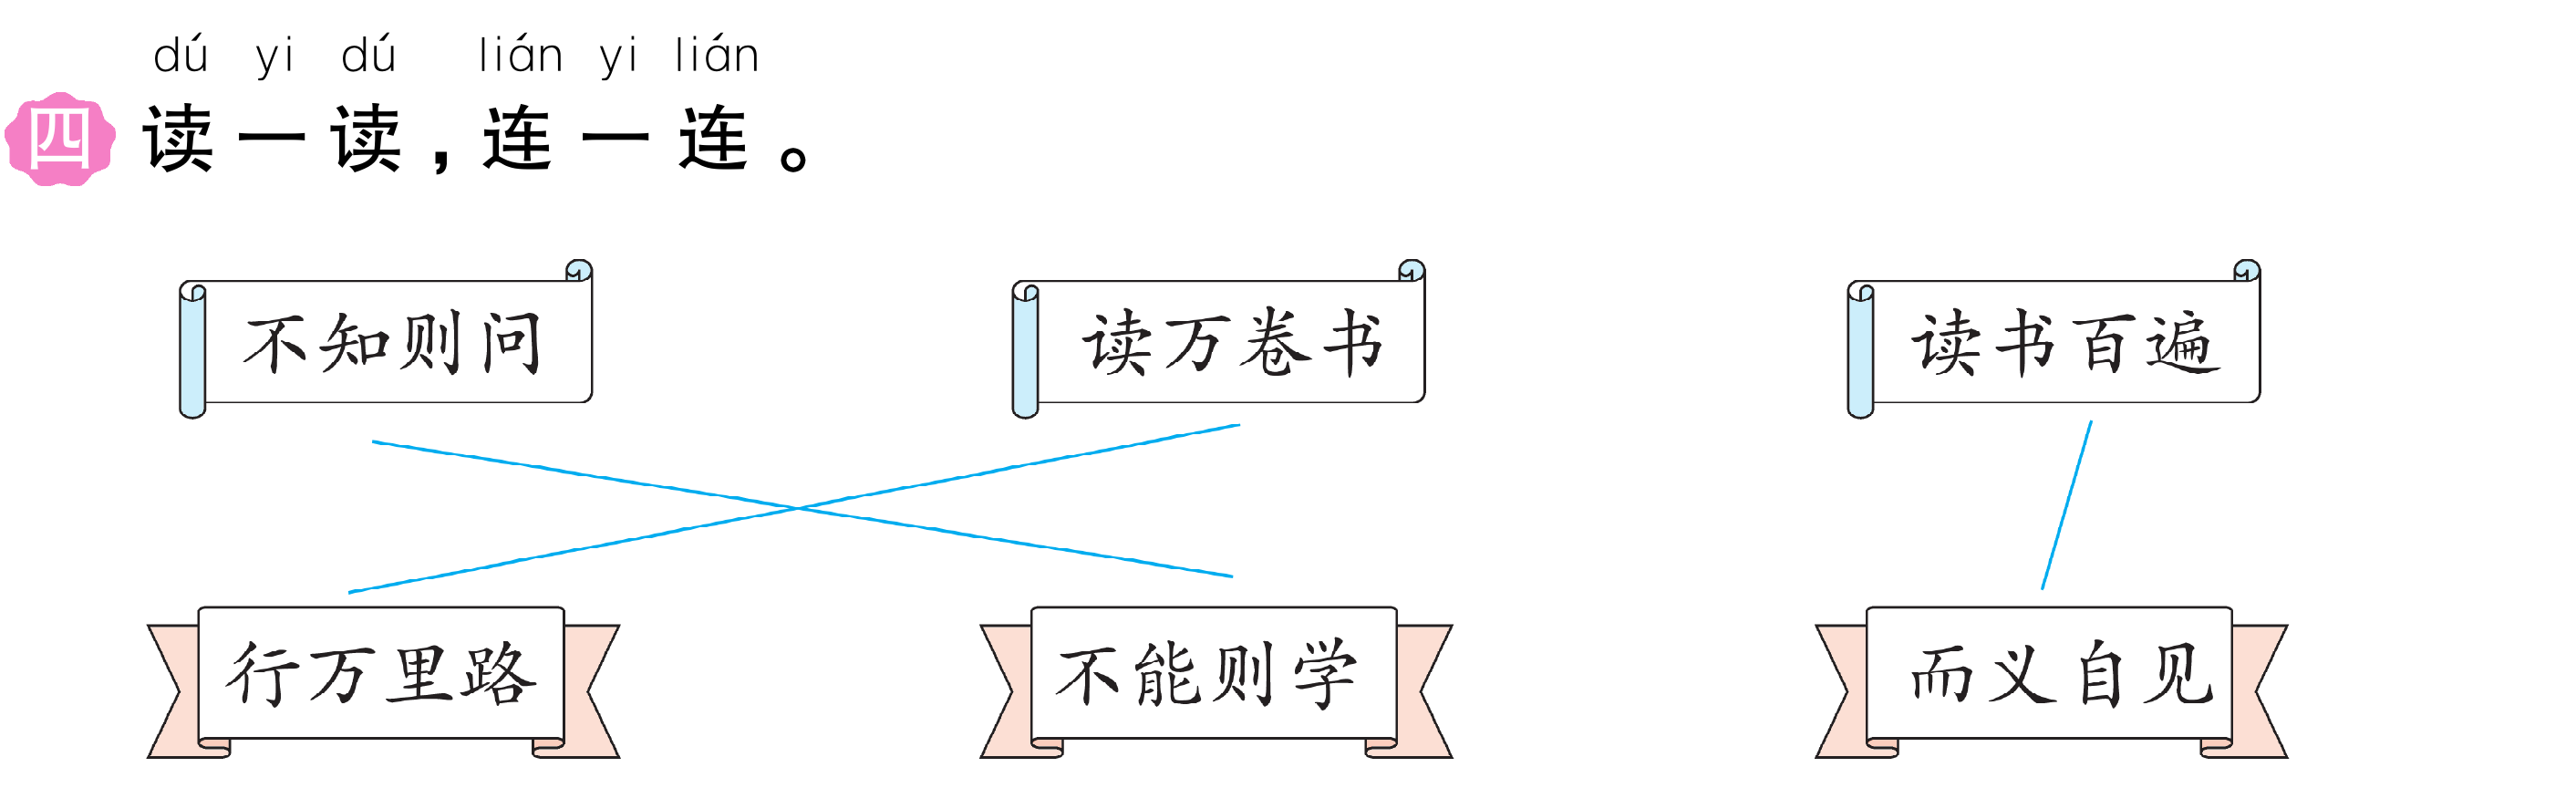 dú yi dú lián yi lián
四 读一读,连一连。
不知则问 读万卷书 读书百遍
行万里路 不能则学 而义自见